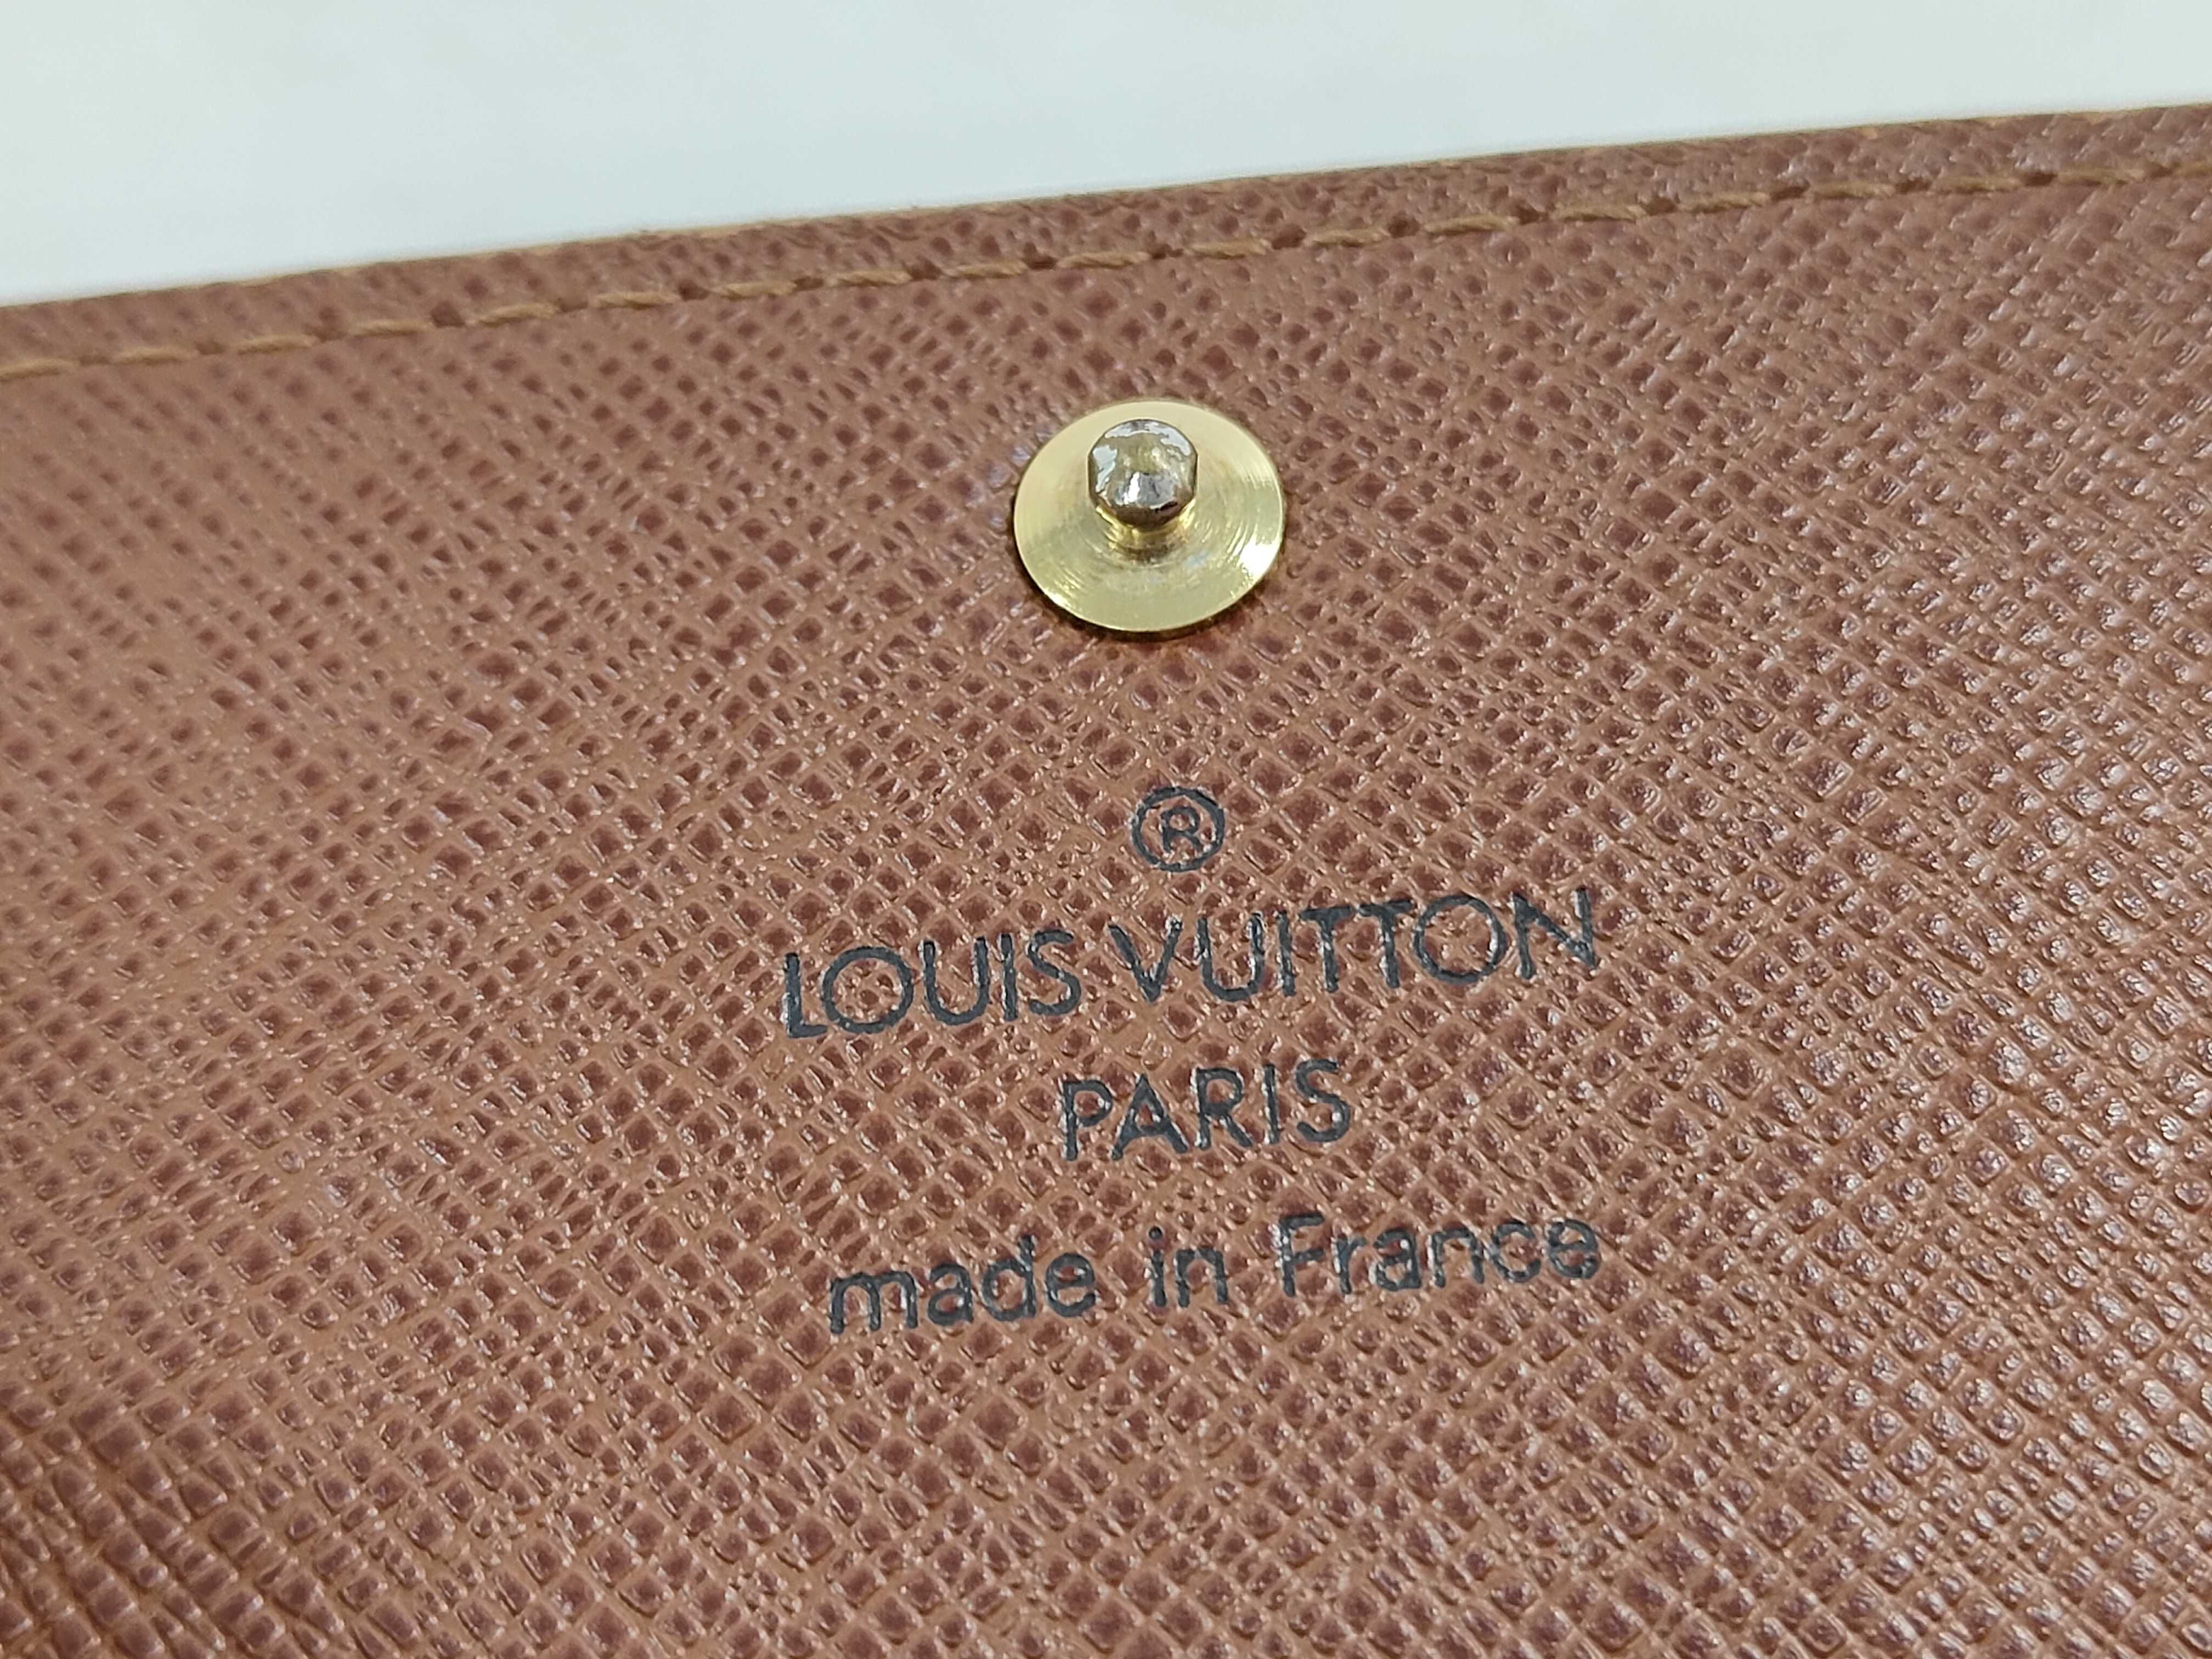 ®
LOUIS VUITTON
PARIS
made in France